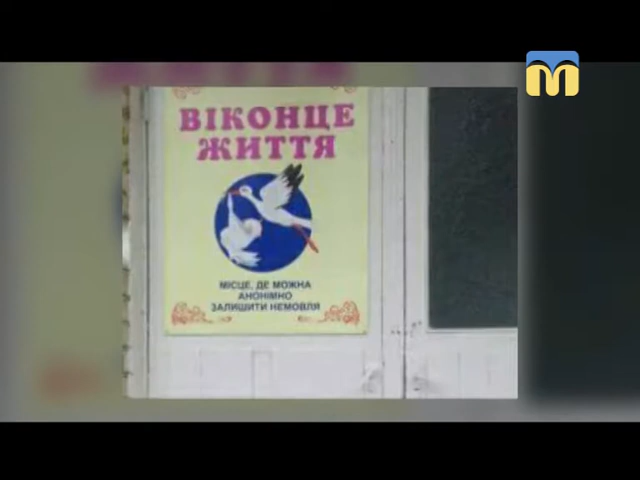 ВІКОНЦЕ
ЖИТТЯ
МІСЦЕ, ДЕ МОЖНА
АНОНІМНО
ЗАЛИШИТИ НЕМОВЛЯ
М